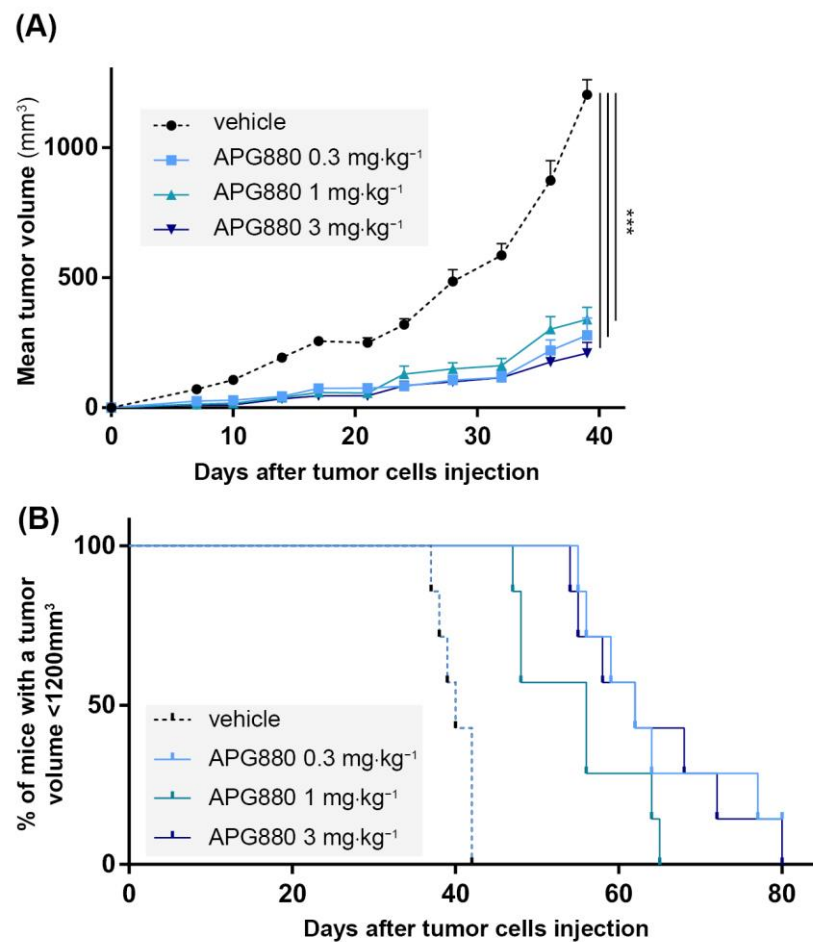 (A)
Mean tumor volume (mm³)
1000
500
0
vehicle
APG880 0.3 mg·kg⁻¹
APG880 1 mg·kg⁻¹
APG880 3 mg·kg⁻¹
***
0 10 20 30 40
Days after tumor cells injection
(B)
% of mice with a tumor
volume <1200mm³
100
50
0
vehicle
APG880 0.3 mg·kg⁻¹
APG880 1 mg·kg⁻¹
APG880 3 mg·kg⁻¹
0 20 40 60 80
Days after tumor cells injection